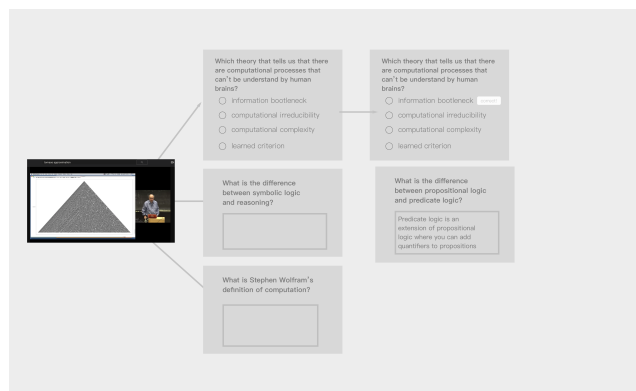 Which theory that tells us that there
are computational processes that
can't be understand by human
brains?
information bootleneck
computational irreducibility
computational complexity
learned criterion
Which theory that tells us that there
are computational processes that
can't be understand by human
brains?
information bootleneck
computational irreducibility
computational complexity
learned criterion
What is the difference
between symbolic logic
and reasoning?
What is the difference
between propositional logic
and predicate logic?
Predicate logic is an
extension of propositional
logic where you can add
quantifiers to propositions
What is Stephen Wolfram's
definition of computation?